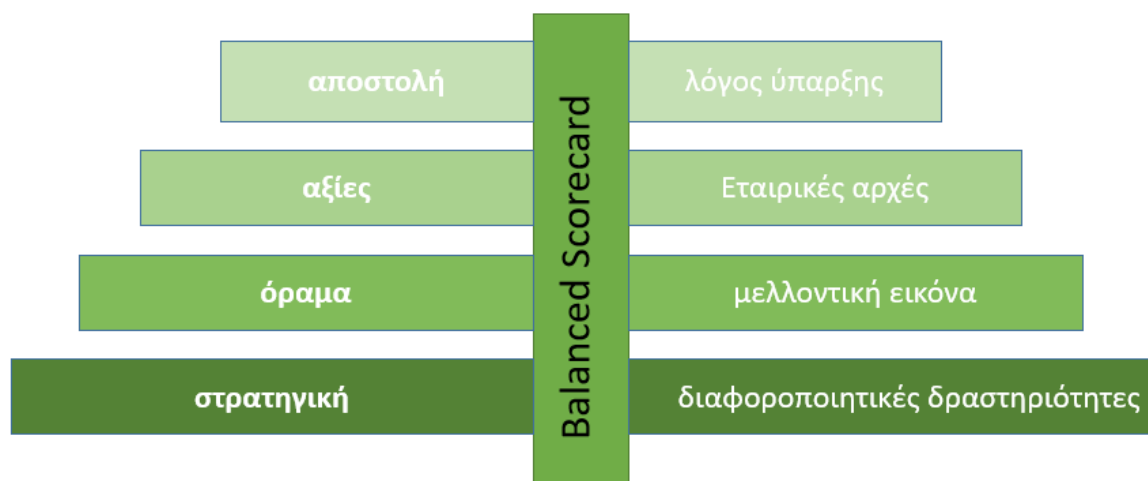 αποστολή
λόγος ύπαρξης
αξίες
Εταιρικές αρχές
όραμα
μελλοντική εικόνα
στρατηγική
διαφοροποιητικές δραστηριότητες
Balanced Scorecard